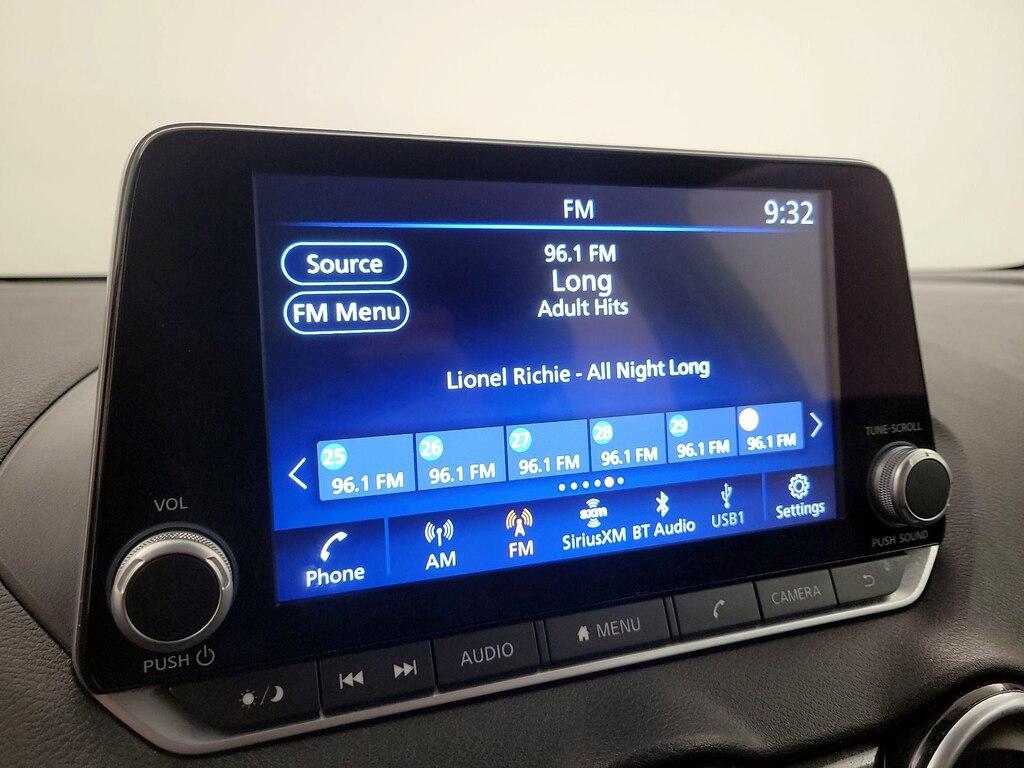 FM
9:32
Source
96.1 FM
FM Menu
Long
Adult Hits
Lionel Richie - All Night Long
25
96.1 FM
26
96.1 FM
27
96.1 FM
28
96.1 FM
29
96.1 FM
96.1 FM
Phone
AM
FM
sxm
SiriusXM
BT Audio
USB1
Settings
VOL
PUSH
TUNE·SCROLL
PUSH SOUND
AUDIO
MENU
CAMERA